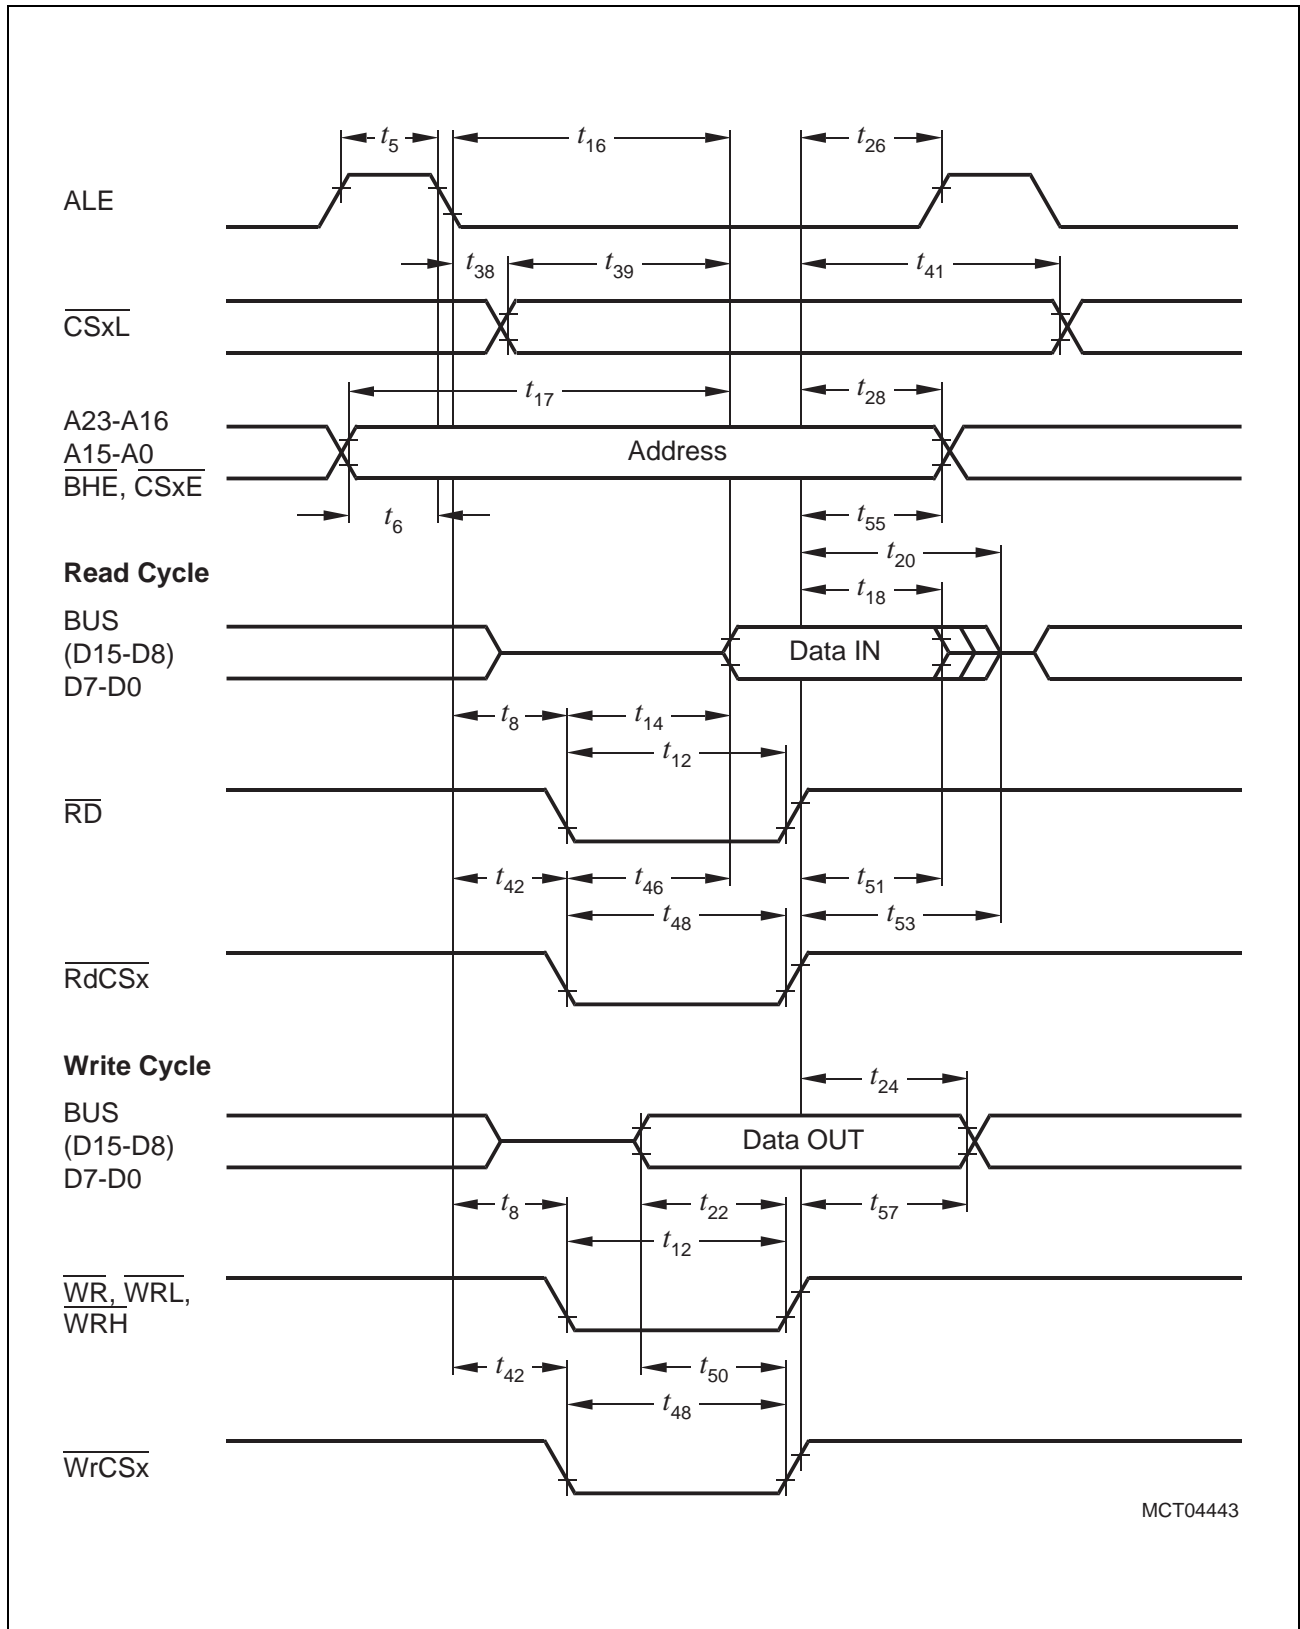 t5 t16 t26
ALE
t38 t39 t41
CSxL
t17 t28
A23-A16
A15-A0
BHE, CSxE
Address
t6 t55
t20
Read Cycle
t18
BUS
(D15-D8)
D7-D0
Data IN
t8 t14
t12
RD
t42 t46 t51
t48 t53
RdCSx
Write Cycle
t24
BUS
(D15-D8)
D7-D0
Data OUT
t8 t22 t57
t12
WR, WRL,
WRH
t42 t50
t48
WrCSx
MCT04443